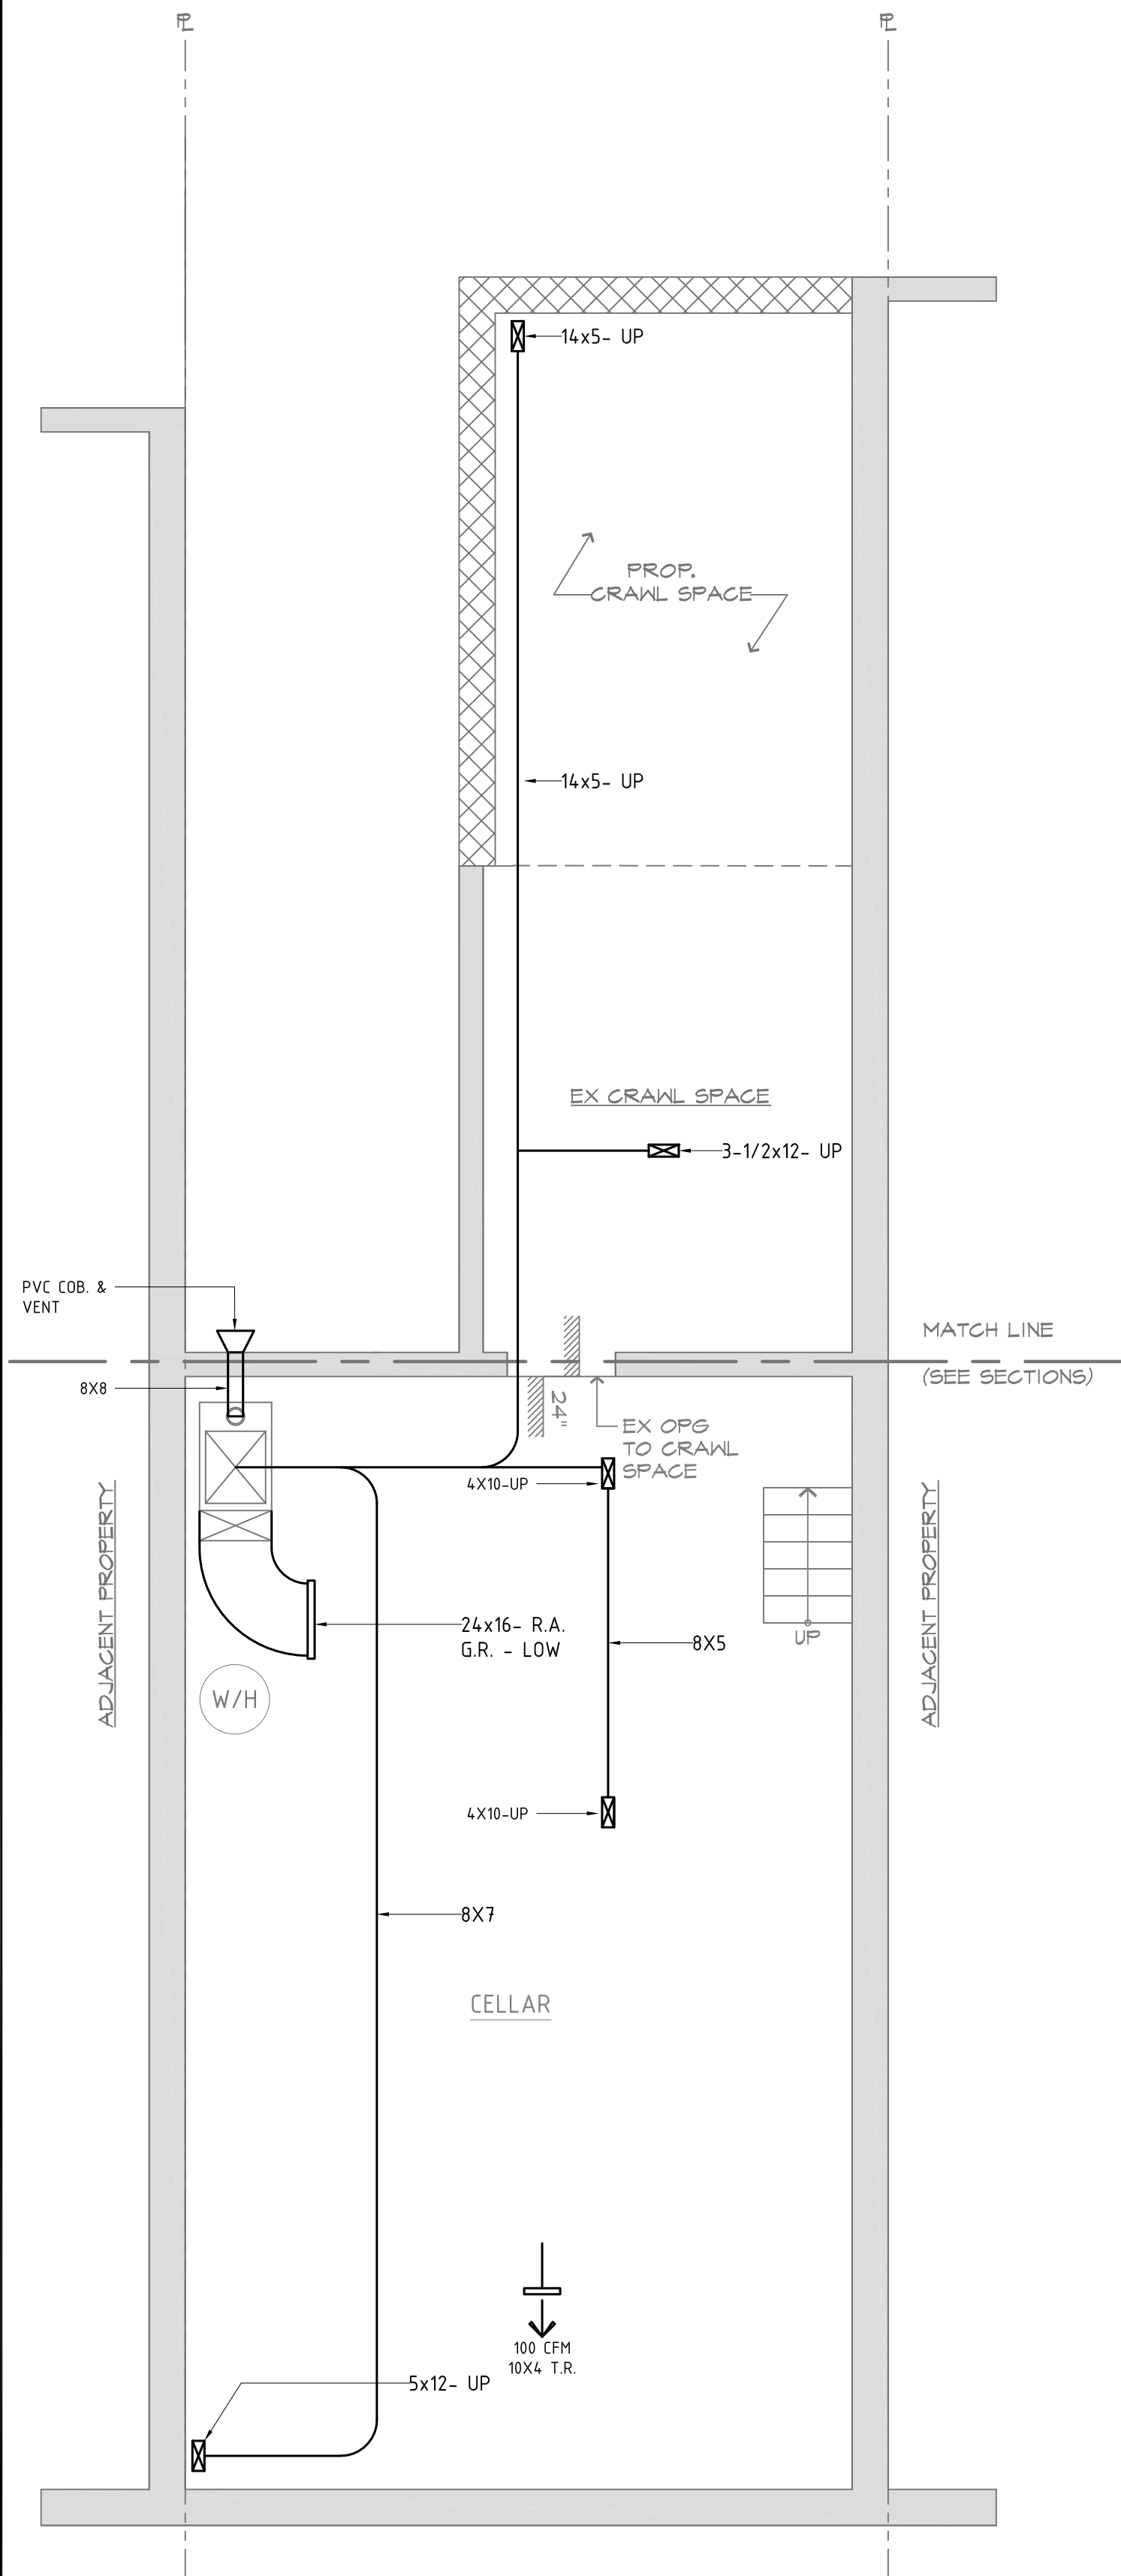 PL
PL
14x5- UP
PROP.
CRAWL SPACE
14x5- UP
EX CRAWL SPACE
3-1/2x12- UP
PVC COB. &
VENT
MATCH LINE
(SEE SECTIONS)
8X8
24"
EX OPG
TO CRAWL
SPACE
4X10-UP
ADJACENT PROPERTY
ADJACENT PROPERTY
24x16- R.A.
G.R. - LOW
8X5
UP
W/H
4X10-UP
8X7
CELLAR
100 CFM
10X4 T.R.
5x12- UP